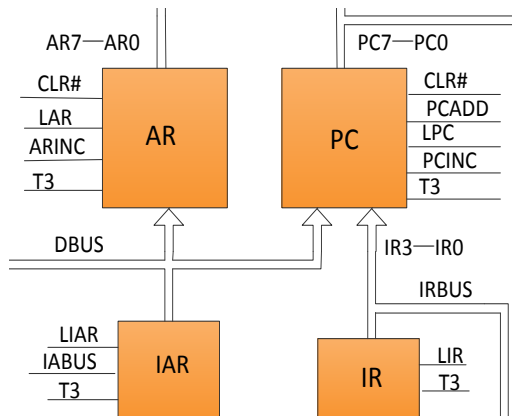 AR7—AR0
PC7—PC0
CLR#
LAR
ARINC
T3
AR
PC
CLR#
PCADD
LPC
PCINC
T3
DBUS
IR3—IR0
IRBUS
LIAR
IABUS
T3
IAR
IR
LIR
T3